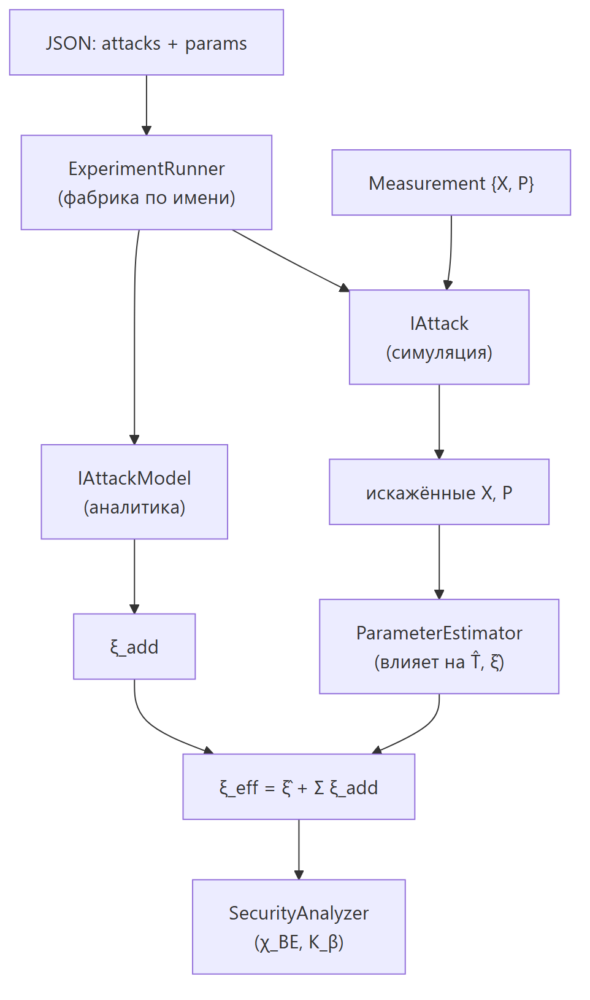 JSON: attacks + params
ExperimentRunner
(фабрика по имени)
Measurement {X, P}
IAttack
(симуляция)
IAttackModel
(аналитика)
искажённые X, P
ξ_add
ParameterEstimator
(влияет на T̂, ξ̂)
ξ_eff = ξ̂ + Σ ξ_add
SecurityAnalyzer
(χ_BE, K_β)